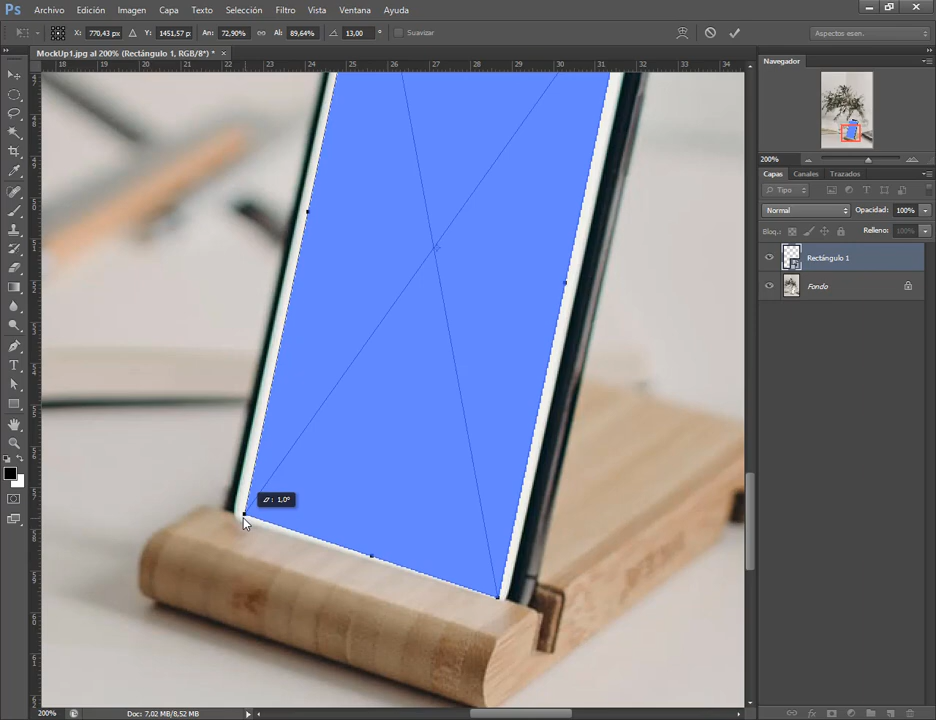 Ps Archivo Edición Imagen Capa Texto Selección Filtro Vista Ventana Ayuda
X: 770,43 px Y: 1451,57 px An: 72,90% Al: 89,64% 13,00 ° Suavizar Aspectos esen.
MockUp1.jpg al 200% (Rectángulo 1, RGB/8*) * ×
18 19 20 21 22 23 24 25 26 27 28 29 30 31 32 33 34
Navegador
200%
Capas Canales Trazados
Tipo
Normal Opacidad: 100%
Bloq.: Relleno: 100%
Rectángulo 1
Fondo
1,0°
200% Doc: 7,02 MB/8,52 MB